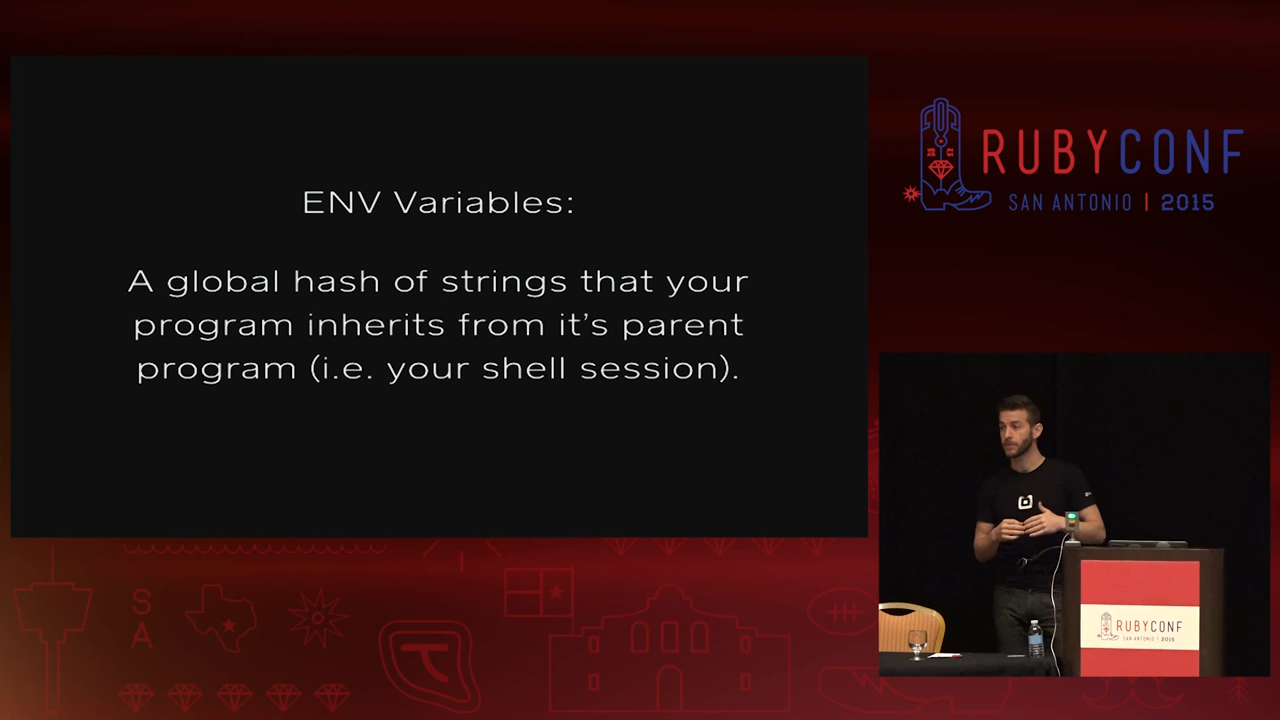 ENV Variables:
A global hash of strings that your
program inherits from it's parent
program (i.e. your shell session).
RUBYCONF
SAN ANTONIO | 2015
S
A
RUBYCONF
SAN ANTONIO | 2015